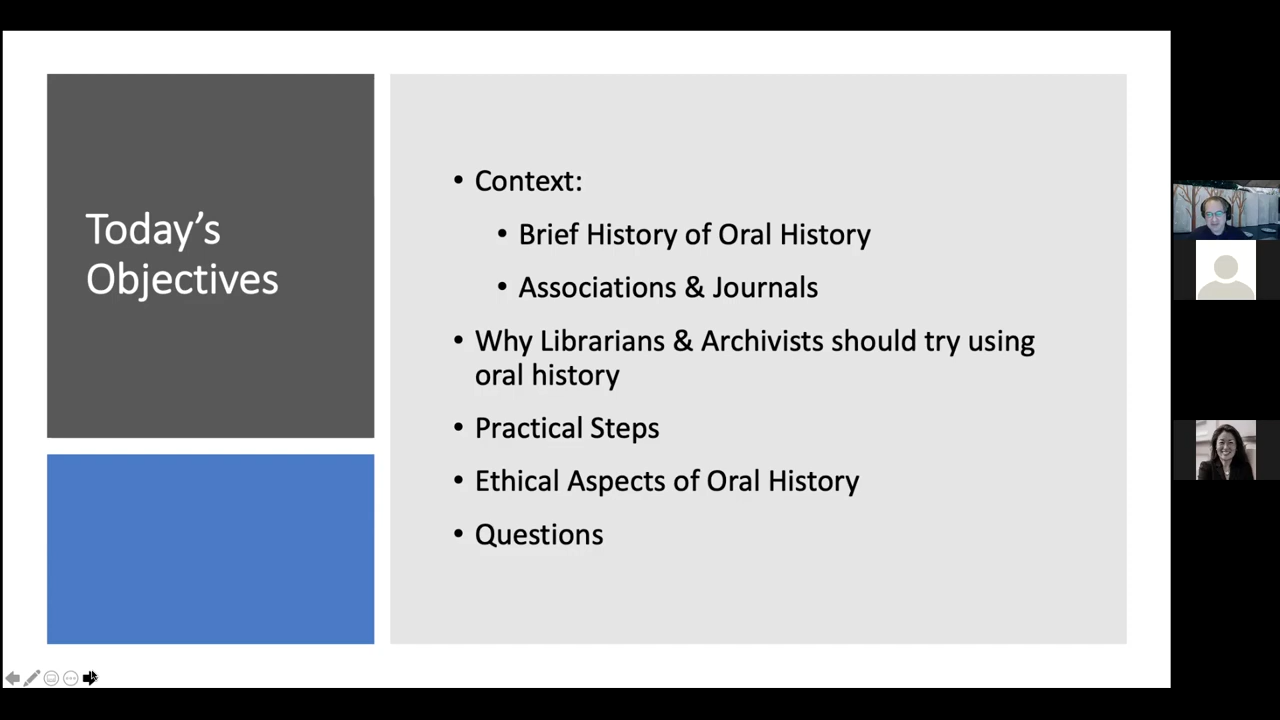 Today's
Objectives
• Context:
• Brief History of Oral History
• Associations & Journals
• Why Librarians & Archivists should try using
oral history
• Practical Steps
• Ethical Aspects of Oral History
• Questions